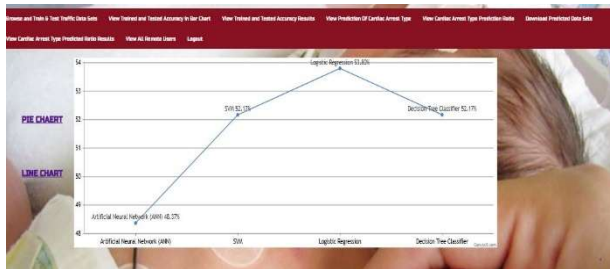 Browse and Train & Test Traffic Data Sets View Trained and Tested Accuracy in Bar Chart View Trained and Tested Accuracy Results View Prediction Of Cardiac Arrest Type View Cardiac Arrest Type Prediction Ratio Download Predicted Data Sets
View Cardiac Arrest Type Predicted Ratio Results View All Remote Users Logout
PIE CHAERT
LINE CHART
54
53
52
51
50
49
48
Logistic Regression 53.80%
SVA 52.17%
Decision Tree Classifier 52.17%
Artificial Neural Network (ANN) 48.37%
Artificial Neural Network (ANN) SVA Logistic Regression Decision Tree Classifier